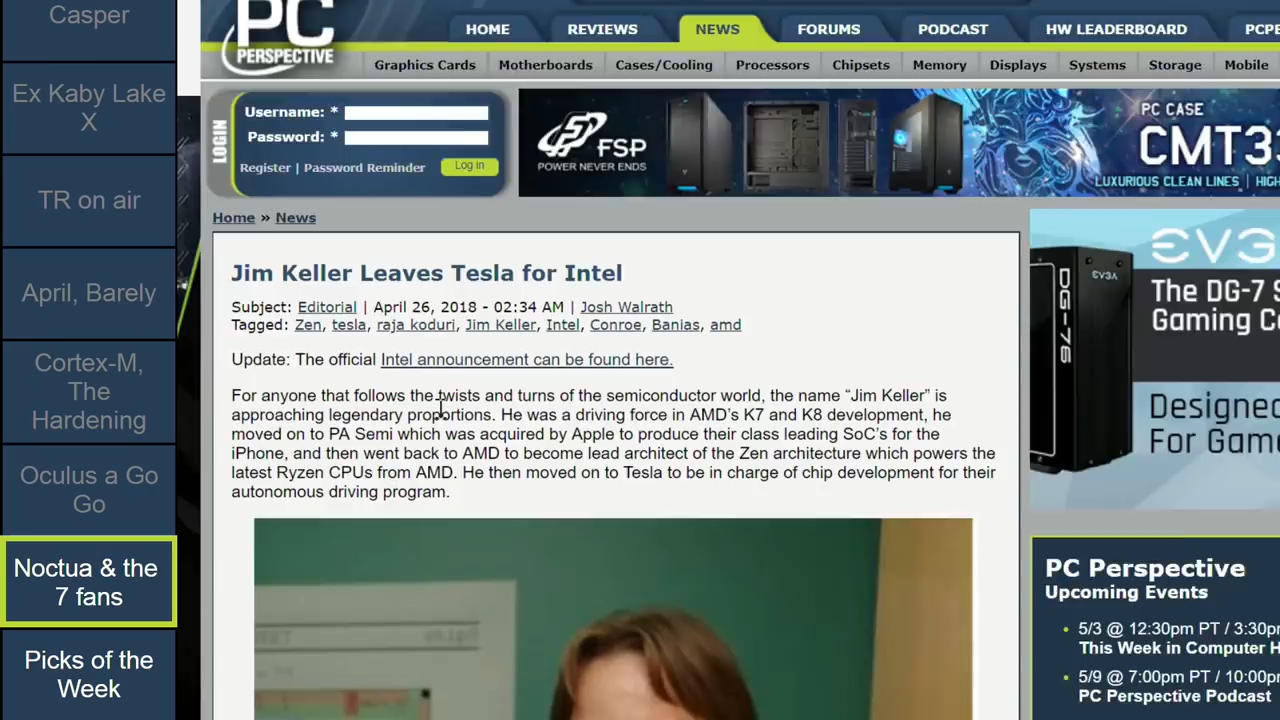 Casper
Ex Kaby Lake
X
TR on air
April, Barely
Cortex-M,
The
Hardening
Oculus a Go
Go
Noctua & the
7 fans
Picks of the
Week
PC
PERSPECTIVE
HOME
REVIEWS
NEWS
FORUMS
PODCAST
HW LEADERBOARD
PCPE
Graphics Cards
Motherboards
Cases/Cooling
Processors
Chipsets
Memory
Displays
Systems
Storage
Mobile
LOGIN
Username: *
Password: *
Register | Password Reminder
Log in
FSP
POWER NEVER ENDS
PC CASE
CMT3
LUXURIOUS CLEAN LINES | HIGH
Home » News
Jim Keller Leaves Tesla for Intel
Subject: Editorial | April 26, 2018 - 02:34 AM | Josh Walrath
Tagged: Zen, tesla, raja koduri, Jim Keller, Intel, Conroe, Banias, amd
Update: The official Intel announcement can be found here.
For anyone that follows the twists and turns of the semiconductor world, the name “Jim Keller” is
approaching legendary proportions. He was a driving force in AMD’s K7 and K8 development, he
moved on to PA Semi which was acquired by Apple to produce their class leading SoC’s for the
iPhone, and then went back to AMD to become lead architect of the Zen architecture which powers the
latest Ryzen CPUs from AMD. He then moved on to Tesla to be in charge of chip development for their
autonomous driving program.
EVGA
DG-76
The DG-7 S
Gaming C
Designed
For Gam
PC Perspective
Upcoming Events
5/3 @ 12:30pm PT / 3:30p
This Week in Computer H
5/9 @ 7:00pm PT / 10:00p
PC Perspective Podcast